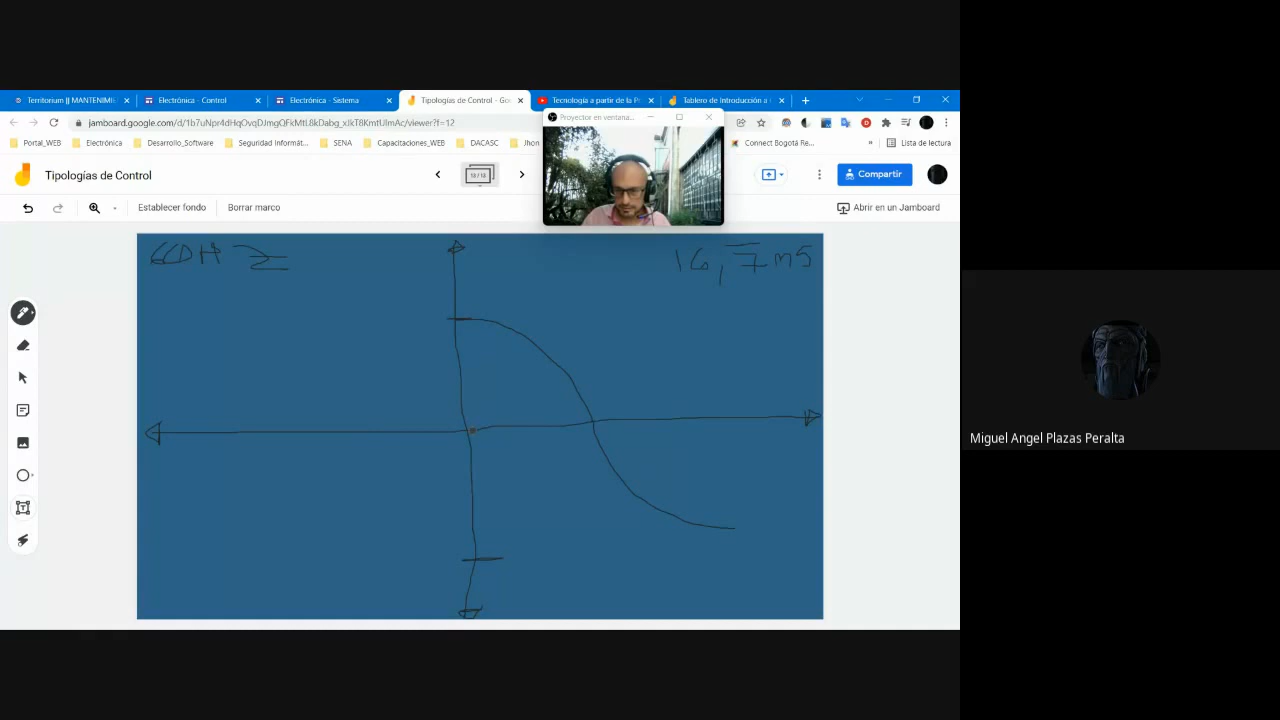 Territorium || MANTENIMI
Electrónica - Control
Electrónica - Sistema
Tipologías de Control - Go
Tecnología a partir de la P
Tablero de Introducción a
Proyector en ventana...
jamboard.google.com/d/1b7uNpr4dHqOvqDJmgQFkMtL8kDabg_xJkT8KmtUlmAc/viewer?f=12
Portal_WEB
Electrónica
Desarrollo_Software
Seguridad Informát...
SENA
Capacitaciones_WEB
DACASC
Jhon
Connect Bogotá Re...
»
Lista de lectura
Tipologías de Control
Compartir
Establecer fondo
Borrar marco
Abrir en un Jamboard
60Hz
16,7ms
Miguel Angel Plazas Peralta